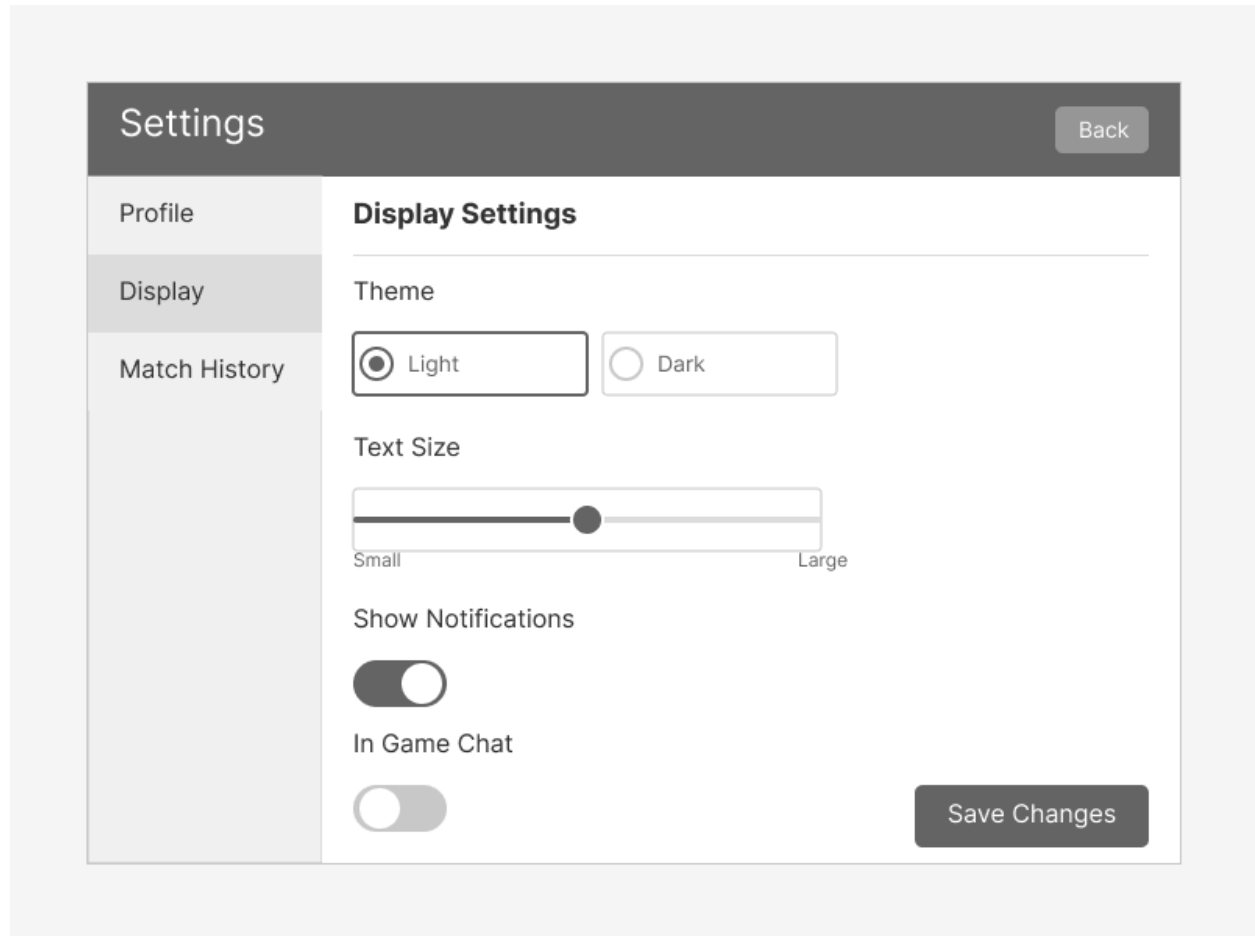 Settings
Back
Profile
Display
Match History
Display Settings
Theme
Light
Dark
Text Size
Small
Large
Show Notifications
In Game Chat
Save Changes